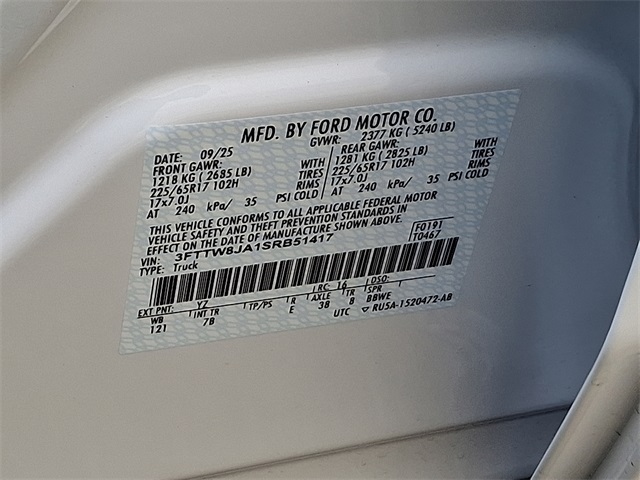 MFD. BY FORD MOTOR CO.
DATE: 09/25 GVWR: 2377 KG ( 5240 LB)
FRONT GAWR: WITH REAR GAWR: WITH
1218 KG ( 2685 LB) TIRES 1281 KG ( 2825 LB) TIRES
225/65R17 102H RIMS 225/65R17 102H RIMS
17x7.0J PSI COLD 17x7.0J PSI COLD
AT 240 kPa/ 35 AT 240 kPa/ 35
THIS VEHICLE CONFORMS TO ALL APPLICABLE FEDERAL MOTOR
VEHICLE SAFETY AND THEFT PREVENTION STANDARDS
IN EFFECT ON THE DATE OF MANUFACTURE SHOWN ABOVE.
VIN: 3FTTW8JA1SRB51417 F0191
TYPE: Truck T0467
EXT PNT: YZ RC: 16 DSO:
WB INT TR TP/PS R AXLE TR SPR
121 7B E 38 8 BBWE
UTC RU5A-1520472-AB